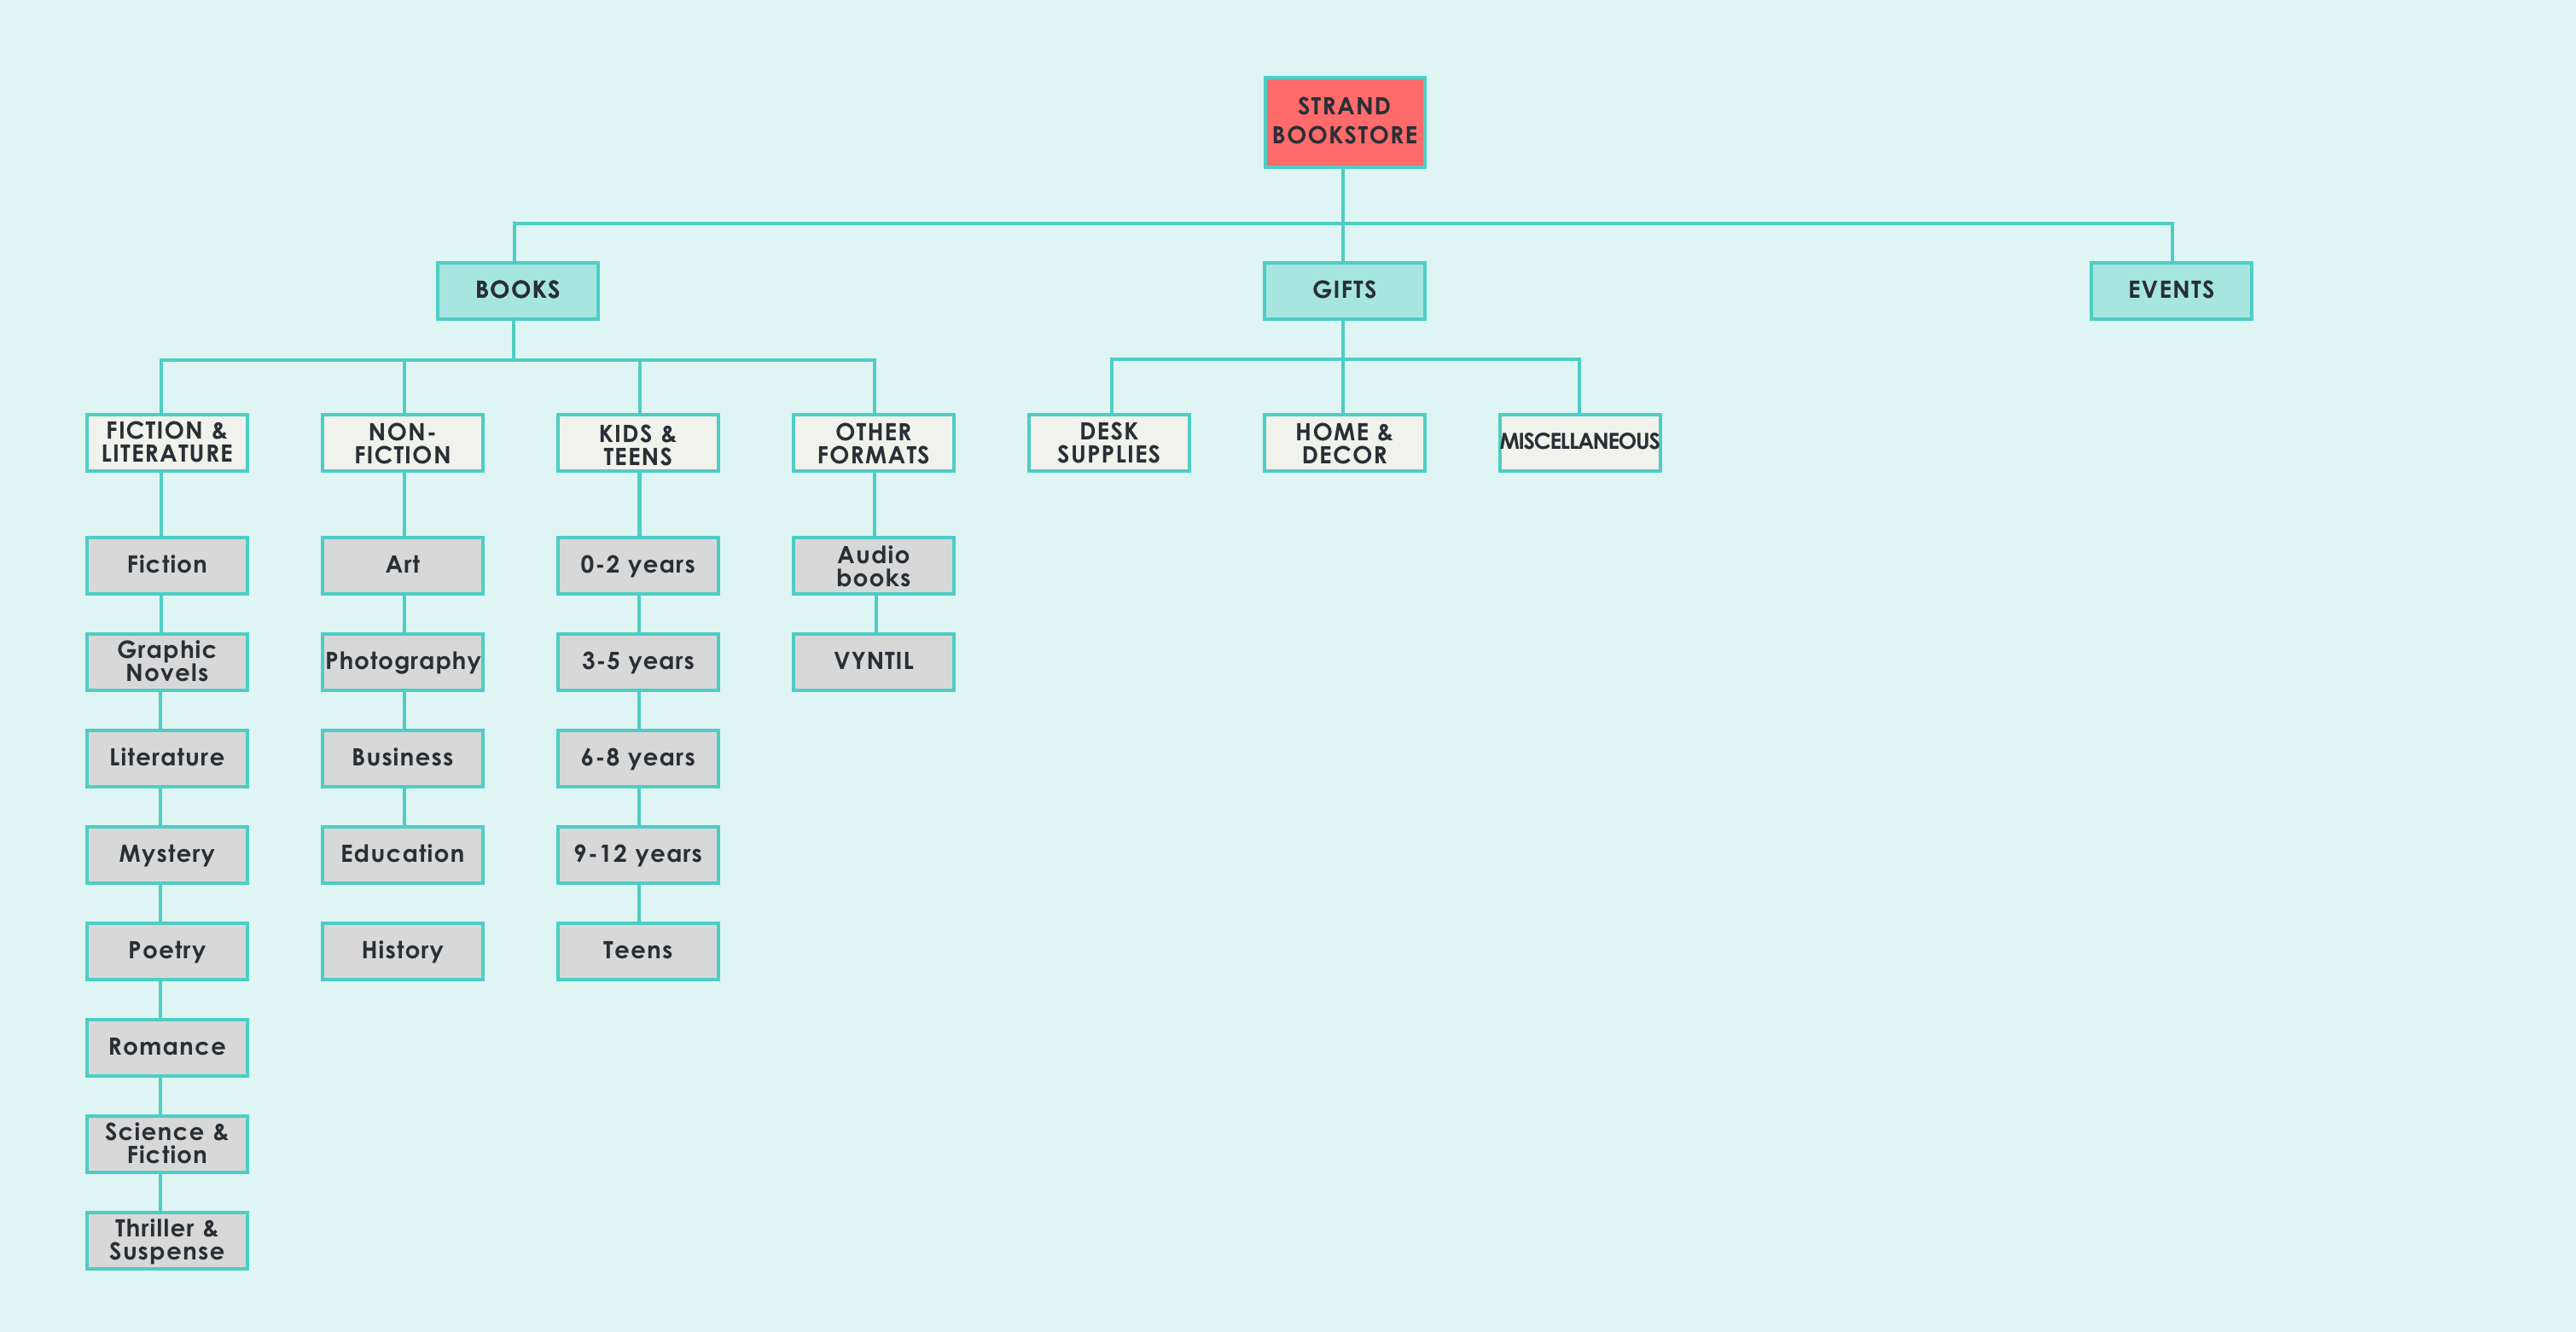 STRAND
BOOKSTORE
BOOKS
GIFTS
EVENTS
FICTION &
LITERATURE
NON-
FICTION
KIDS &
TEENS
OTHER
FORMATS
DESK
SUPPLIES
HOME &
DECOR
MISCELLANEOUS
Fiction
Graphic
Novels
Literature
Mystery
Poetry
Romance
Science &
Fiction
Thriller &
Suspense
Art
Photography
Business
Education
History
0-2 years
3-5 years
6-8 years
9-12 years
Teens
Audio
books
VYNTIL